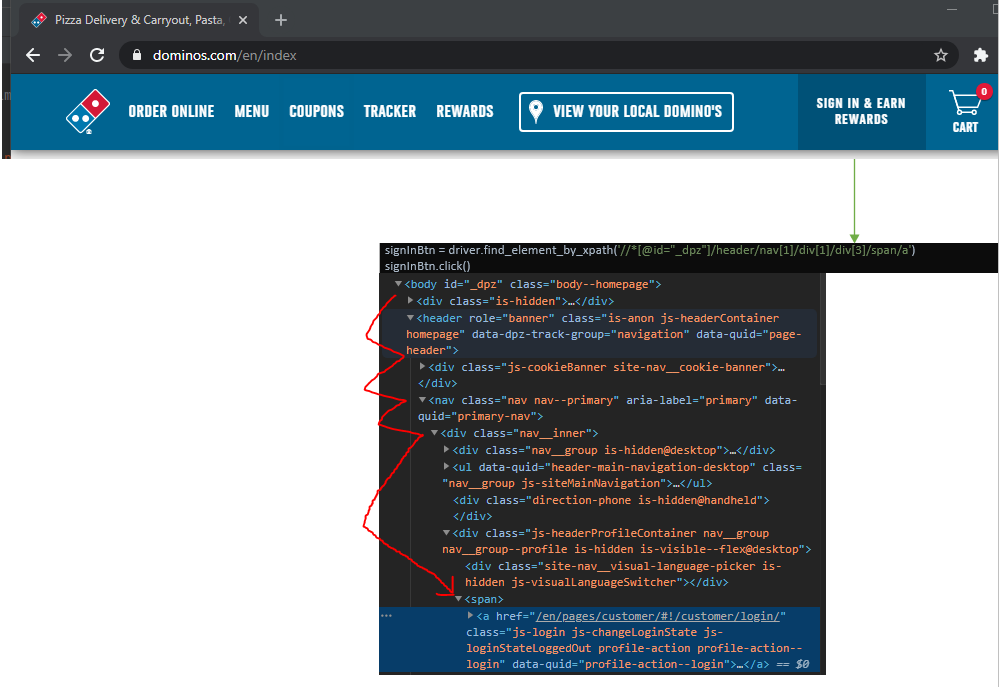 Pizza Delivery & Carryout, Pasta,
dominos.com/en/index
ORDER ONLINE MENU COUPONS TRACKER REWARDS VIEW YOUR LOCAL DOMINO'S
SIGN IN & EARN
REWARDS
0
CART
signInBtn = driver.find_element_by_xpath('//*[@id="_dpz"]/header/nav[1]/div[1]/div[3]/span/a')
signInBtn.click()
<body id="_dpz" class="body--homepage">
<div class="is-hidden">…</div>
<header role="banner" class="is-anon js-headerContainer
homepage" data-dpz-track-group="navigation" data-quid="page-
header">
<div class="js-cookieBanner site-nav__cookie-banner">…
</div>
<nav class="nav nav--primary" aria-label="primary" data-
quid="primary-nav">
<div class="nav__inner">
<div class="nav__group is-hidden@desktop">…</div>
<ul data-quid="header-main-navigation-desktop" class=
"nav__group js-siteMainNavigation">…</ul>
<div class="direction-phone is-hidden@handheld">
</div>
<div class="js-headerProfileContainer nav__group
nav__group--profile is-hidden is-visible--flex@desktop">
<div class="site-nav__visual-language-picker is-
hidden js-visualLanguageSwitcher"></div>
<span>
<a href="/en/pages/customer/#!/customer/login/"
class="js-login js-changeLoginState js-
loginStateLoggedOut profile-action profile-action--
login" data-quid="profile-action--login">…</a> == $0